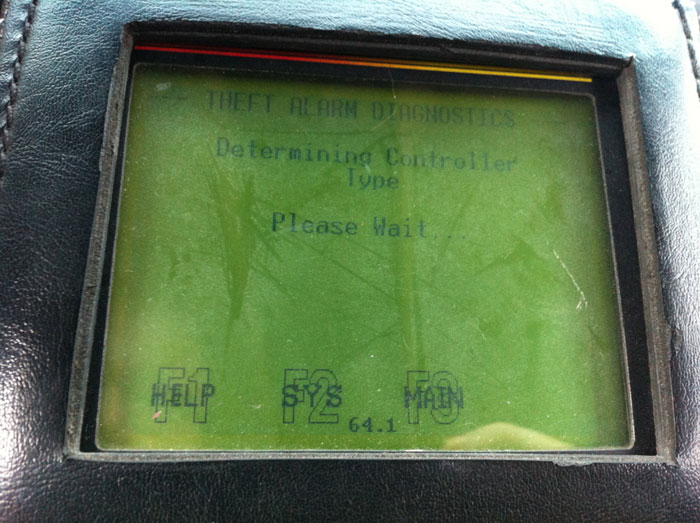 THEFT ALARM DIAGNOSTICS
Determining Controller
Type
Please Wait...
F1 F2 F3
HELP SYS MAIN
64.1